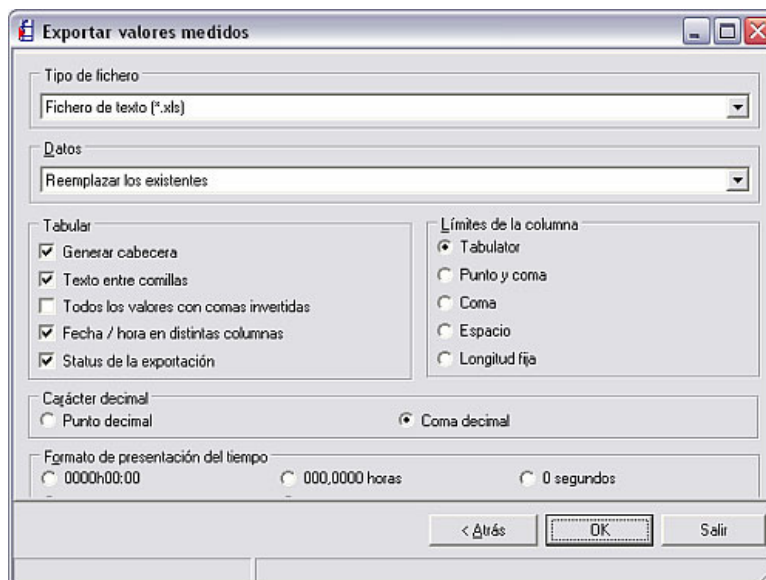 Exportar valores medidos
Tipo de fichero
Fichero de texto (*.xls)
Datos
Reemplazar los existentes
Tabular
Generar cabecera
Texto entre comillas
Todos los valores con comas invertidas
Fecha / hora en distintas columnas
Status de la exportación
Límites de la columna
Tabulator
Punto y coma
Coma
Espacio
Longitud fija
Carácter decimal
Punto decimal
Coma decimal
Formato de presentación del tiempo
0000h00:00
000,0000 horas
0 segundos
< Atrás
OK
Salir